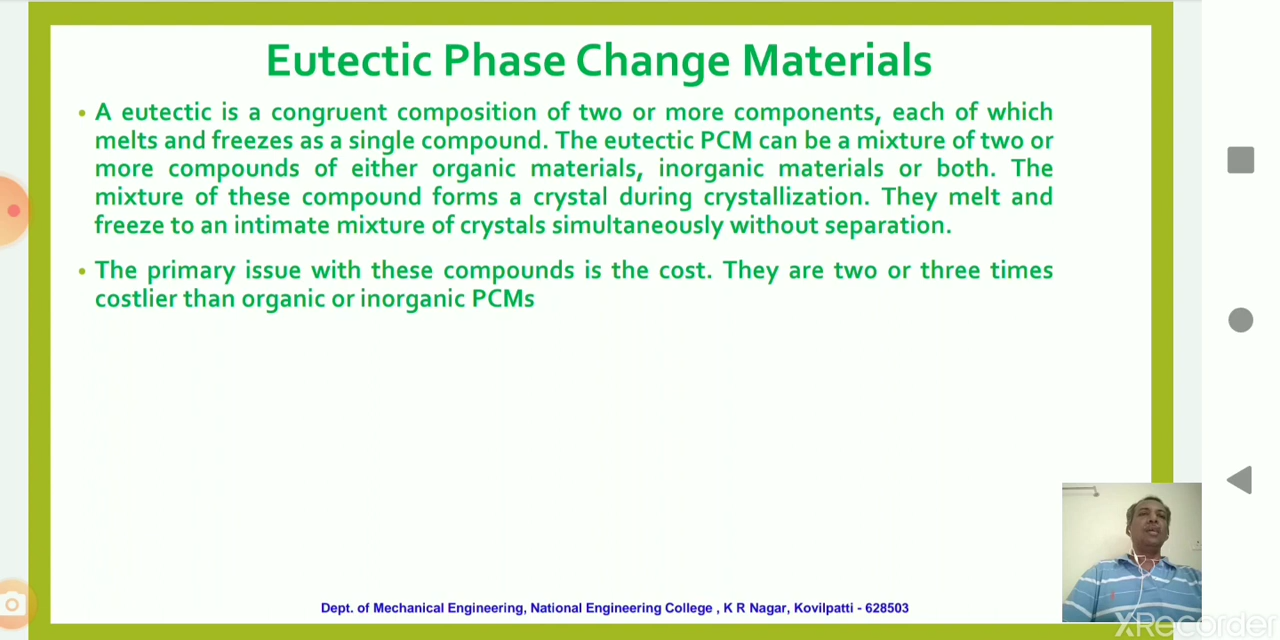 Eutectic Phase Change Materials
• A eutectic is a congruent composition of two or more components, each of which
melts and freezes as a single compound. The eutectic PCM can be a mixture of two or
more compounds of either organic materials, inorganic materials or both. The
mixture of these compound forms a crystal during crystallization. They melt and
freeze to an intimate mixture of crystals simultaneously without separation.
• The primary issue with these compounds is the cost. They are two or three times
costlier than organic or inorganic PCMs
Dept. of Mechanical Engineering, National Engineering College , K R Nagar, Kovilpatti - 628503
XRecorder